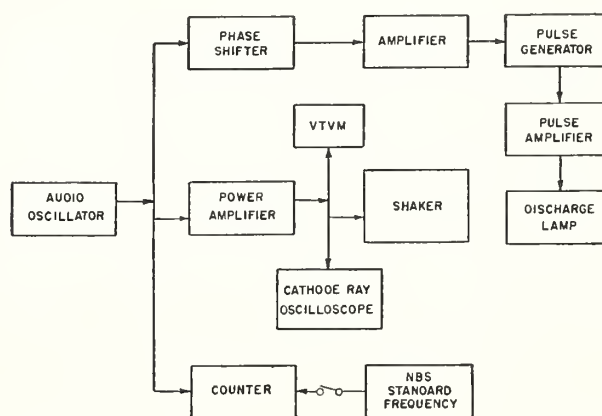 PHASE
SHIFTER
AMPLIFIER
PULSE
GENERATOR
VTVM
PULSE
AMPLIFIER
AUDIO
OSCILLATOR
POWER
AMPLIFIER
SHAKER
DISCHARGE
LAMP
CATHODE RAY
OSCILLOSCOPE
COUNTER
NBS
STANDARD
FREQUENCY